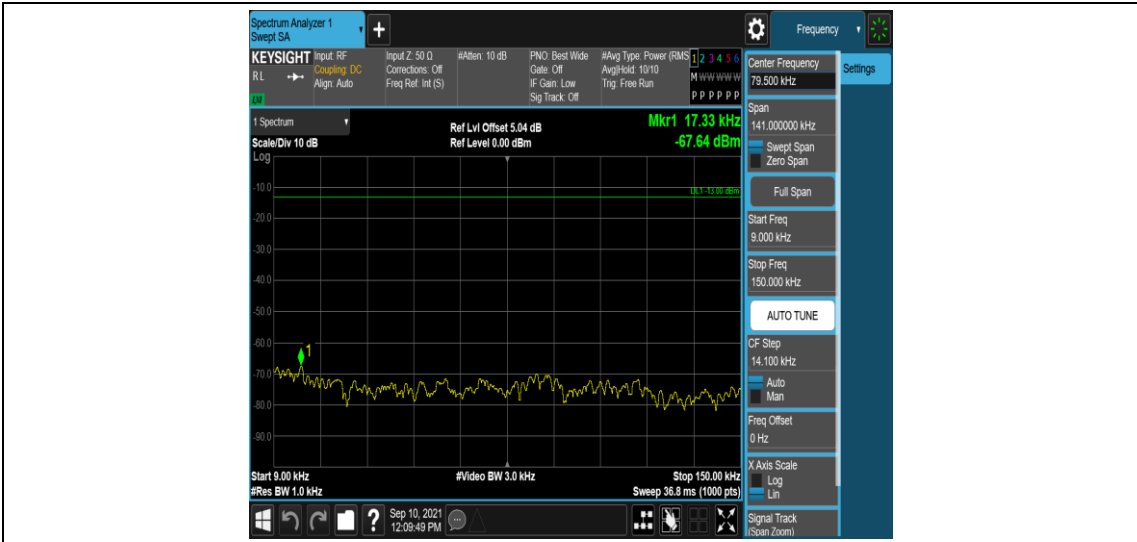 Spectrum Analyzer 1
Swept SA
Frequency
KEYSIGHT
RL
LXI
Input: RF
Coupling: DC
Align: Auto
Input Z: 50 Ω
Corrections: Off
Freq Ref: Int (S)
#Atten: 10 dB
PNO: Best Wide
Gate: Off
IF Gain: Low
Sig Track: Off
#Avg Type: Power (RMS
Avg|Hold: 10/10
Trig: Free Run
1 2 3 4 5 6
M W W W W W
P P P P P P
Center Frequency
79.500 kHz
Settings
Span
141.000000 kHz
Swept Span
Zero Span
Full Span
Start Freq
9.000 kHz
Stop Freq
150.000 kHz
AUTO TUNE
CF Step
14.100 kHz
Auto
Man
Freq Offset
0 Hz
X Axis Scale
Log
Lin
Signal Track
(Span Zoom)
1 Spectrum
Scale/Div 10 dB
Log
Ref Lvl Offset 5.04 dB
Ref Level 0.00 dBm
Mkr1 17.33 kHz
-67.64 dBm
DL1 -13.00 dBm
-10.0
-20.0
-30.0
-40.0
-50.0
-60.0
1
-70.0
-80.0
-90.0
Start 9.00 kHz
#Video BW 3.0 kHz
Stop 150.00 kHz
#Res BW 1.0 kHz
Sweep 36.8 ms (1000 pts)
?
Sep 10, 2021
12:09:49 PM